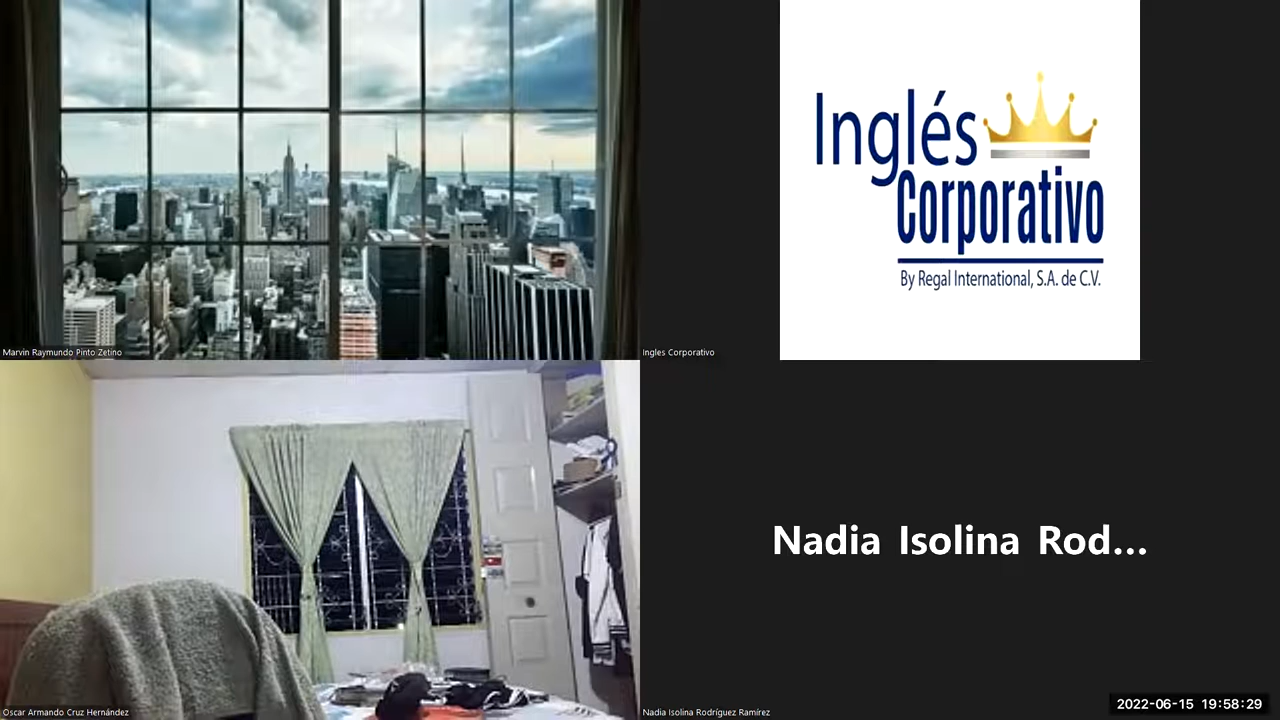 Inglés
Corporativo
By Regal International, S.A. de C.V.
Marvin Raymundo Pinto Zetino
Ingles Corporativo
Nadia Isolina Rod...
Oscar Armando Cruz Hernández
Nadia Isolina Rodríguez Ramírez
2022-06-15 19:58:29